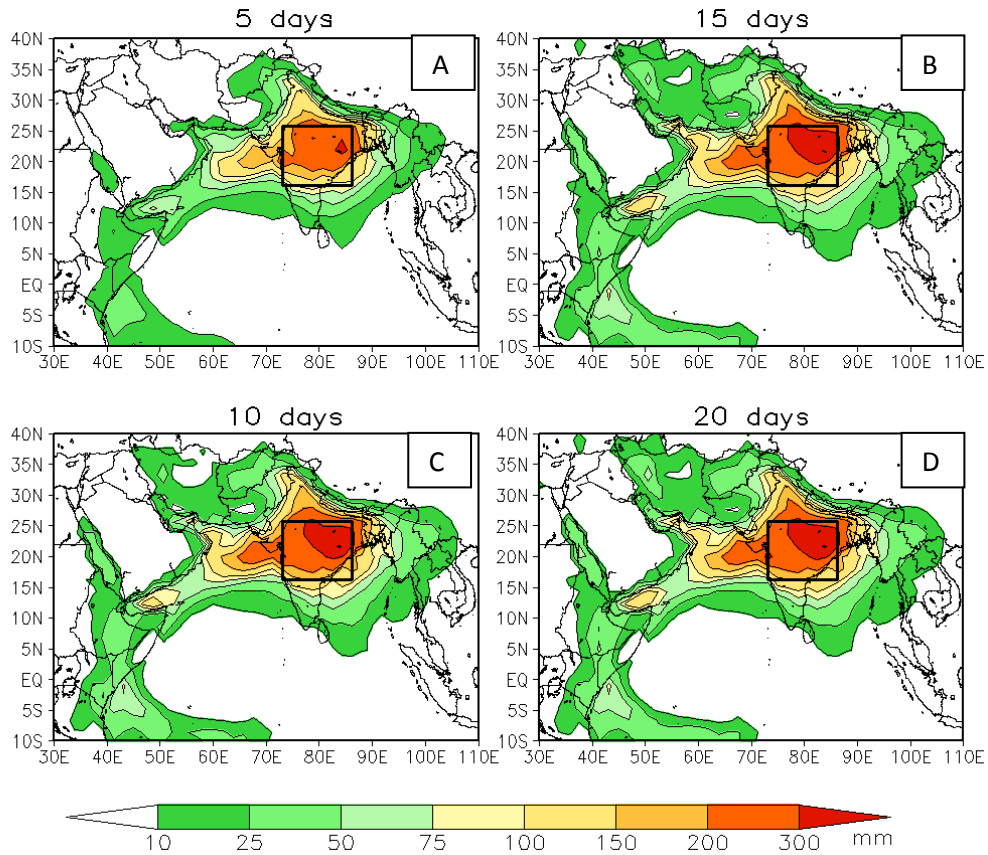 5 days
A
40N
35N
30N
25N
20N
15N
10N
5N
EQ
5S
10S
30E 40E 50E 60E 70E 80E 90E 100E 110E
15 days
B
40N
35N
30N
25N
20N
15N
10N
5N
EQ
5S
10S
30E 40E 50E 60E 70E 80E 90E 100E 110E
10 days
C
40N
35N
30N
25N
20N
15N
10N
5N
EQ
5S
10S
30E 40E 50E 60E 70E 80E 90E 100E 110E
20 days
D
40N
35N
30N
25N
20N
15N
10N
5N
EQ
5S
10S
30E 40E 50E 60E 70E 80E 90E 100E 110E
10 25 50 75 100 150 200 300 mm